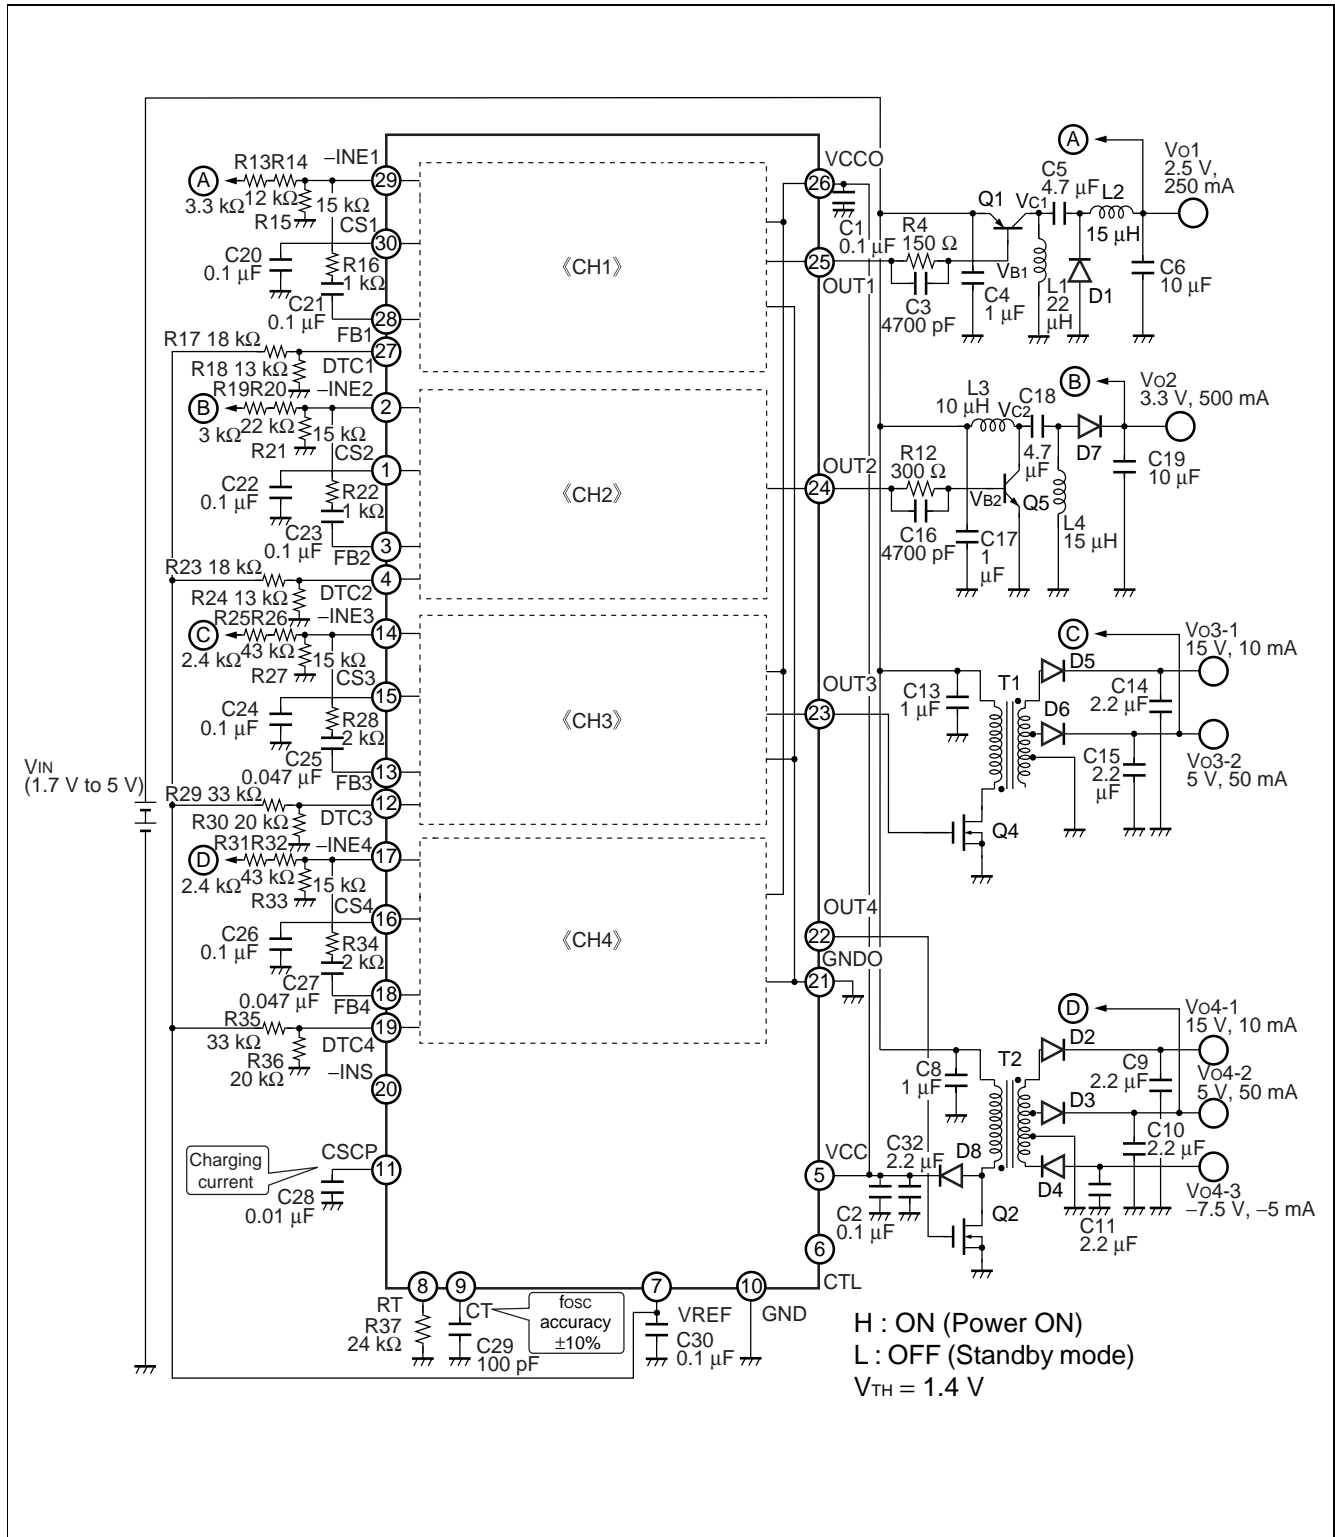 VIN
(1.7 V to 5 V)
A
R13R14
3.3 kΩ
12 kΩ
R15
15 kΩ
–INE1
29
CS1
30
C20
0.1 µF
R16
1 kΩ
C21
0.1 µF
28
FB1
R17 18 kΩ
27
R18 13 kΩ
DTC1
B
R19R20
3 kΩ
22 kΩ
R21
15 kΩ
–INE2
2
CS2
1
C22
0.1 µF
R22
1 kΩ
C23
0.1 µF
3
FB2
R23 18 kΩ
4
R24 13 kΩ
DTC2
C
R25R26
2.4 kΩ
43 kΩ
R27
15 kΩ
–INE3
14
CS3
15
C24
0.1 µF
R28
2 kΩ
C25
0.047 µF
13
FB3
R29 33 kΩ
12
R30 20 kΩ
DTC3
D
R31R32
2.4 kΩ
43 kΩ
R33
15 kΩ
–INE4
17
CS4
16
C26
0.1 µF
R34
2 kΩ
C27
0.047 µF
18
FB4
R35
33 kΩ
19
R36
20 kΩ
DTC4
–INS
20
Charging
current
CSCP
11
C28
0.01 µF
《CH1》
《CH2》
《CH3》
《CH4》
8
RT
R37
24 kΩ
9
CT
C29
100 pF
fosc
accuracy
±10%
7
VREF
C30
0.1 µF
10
GND
VCCO
26
C1
0.1 µF
25
OUT1
R4
150 Ω
C3
4700 pF
Q1
VC1
VB1
C4
1 µF
L1
22
µH
C5
4.7 µF
D1
L2
15 µH
A
C6
10 µF
VO1
2.5 V,
250 mA
OUT2
24
R12
300 Ω
C16
4700 pF
L3
10 µH
VC2
C18
4.7
µF
VB2
Q5
C17
1
µF
L4
15 µH
D7
B
C19
10 µF
VO2
3.3 V, 500 mA
OUT3
23
C13
1 µF
T1
Q4
D5
D6
C14
2.2 µF
C15
2.2
µF
C
VO3-1
15 V, 10 mA
VO3-2
5 V, 50 mA
OUT4
22
GNDO
21
C8
1 µF
T2
D2
D3
D4
C9
2.2 µF
C10
2.2 µF
C11
2.2 µF
D
VO4-1
15 V, 10 mA
VO4-2
5 V, 50 mA
VO4-3
–7.5 V, –5 mA
VCC
5
C32
2.2 µF
D8
C2
0.1 µF
Q2
6
CTL
H : ON (Power ON)
L : OFF (Standby mode)
VTH = 1.4 V